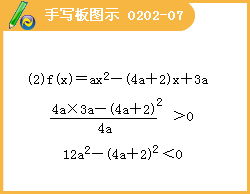 手写板图示 0202-07
(2)f(x)=ax²-(4a+2)x+3a
\frac{4a×3a-(4a+2)²}{4a} >0
12a²-(4a+2)²<0